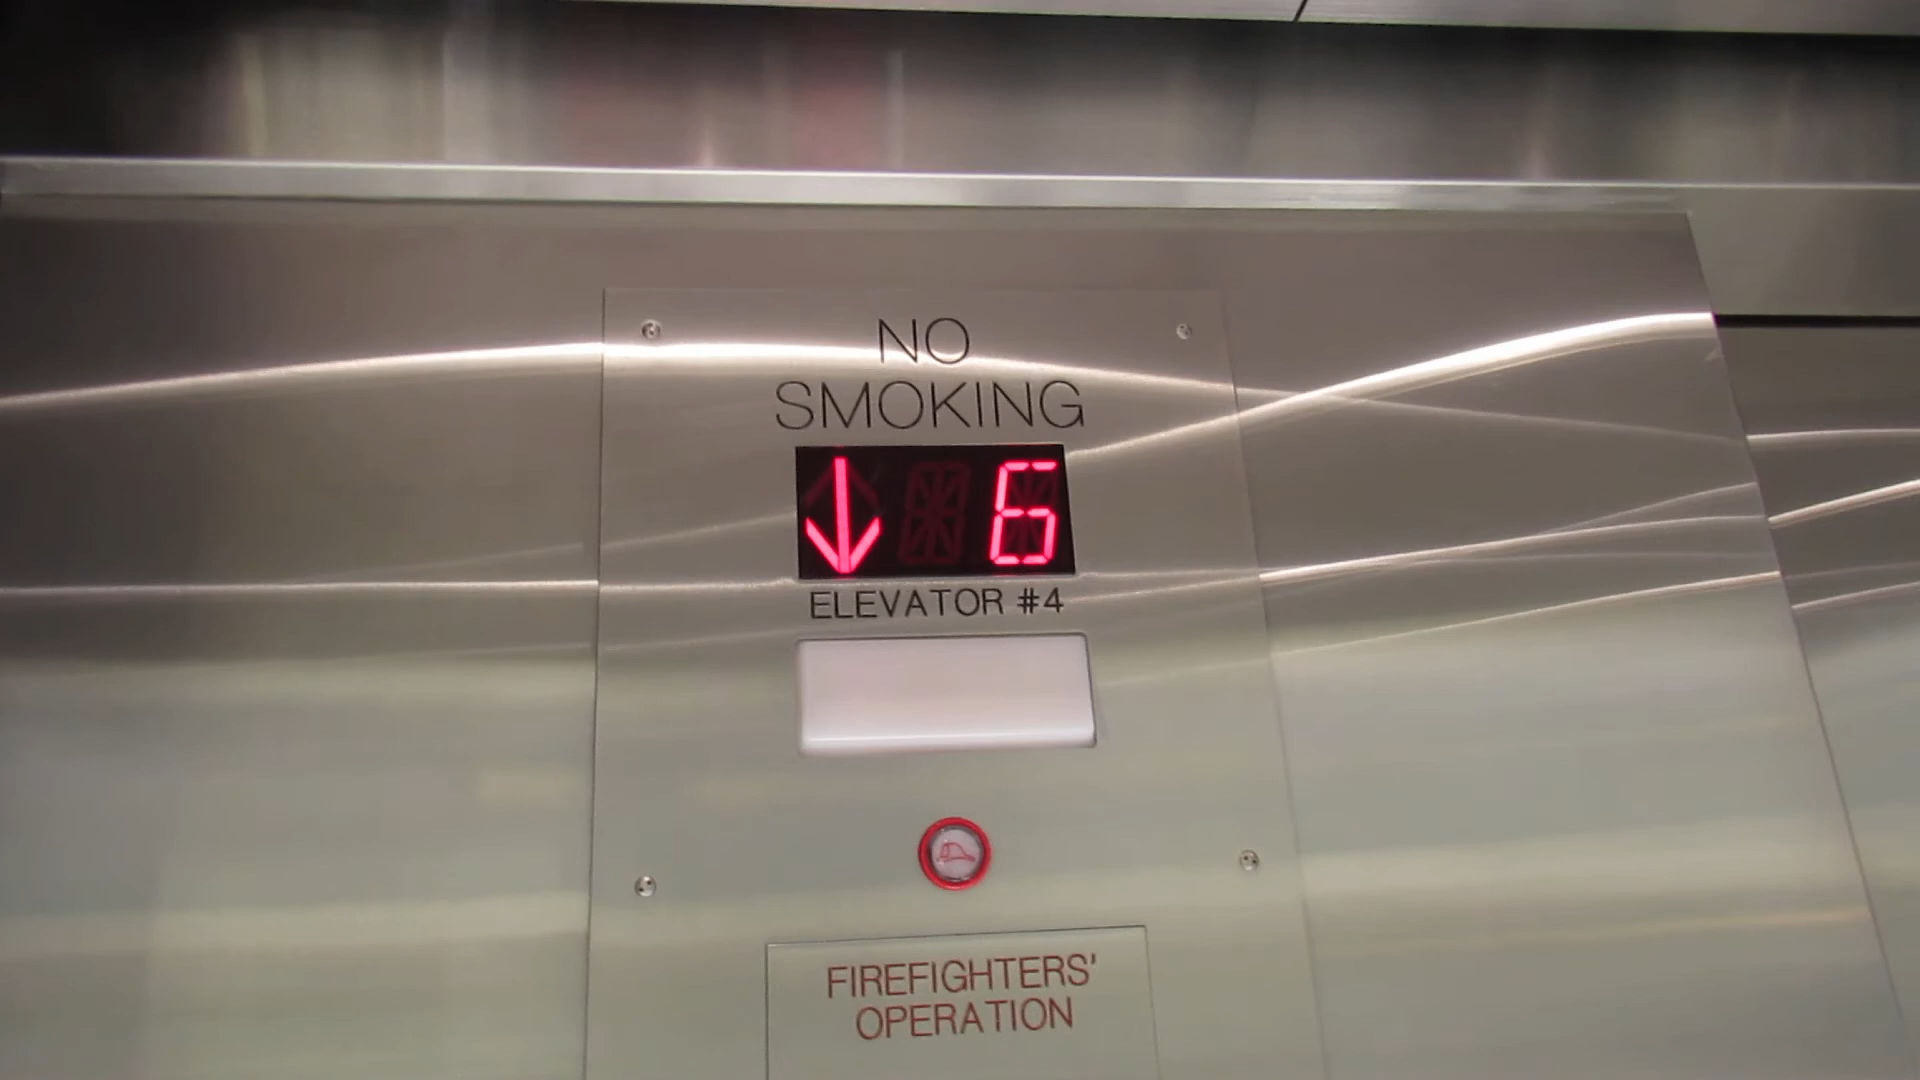 NO
SMOKING
↓ 6
ELEVATOR #4
FIREFIGHTERS'
OPERATION